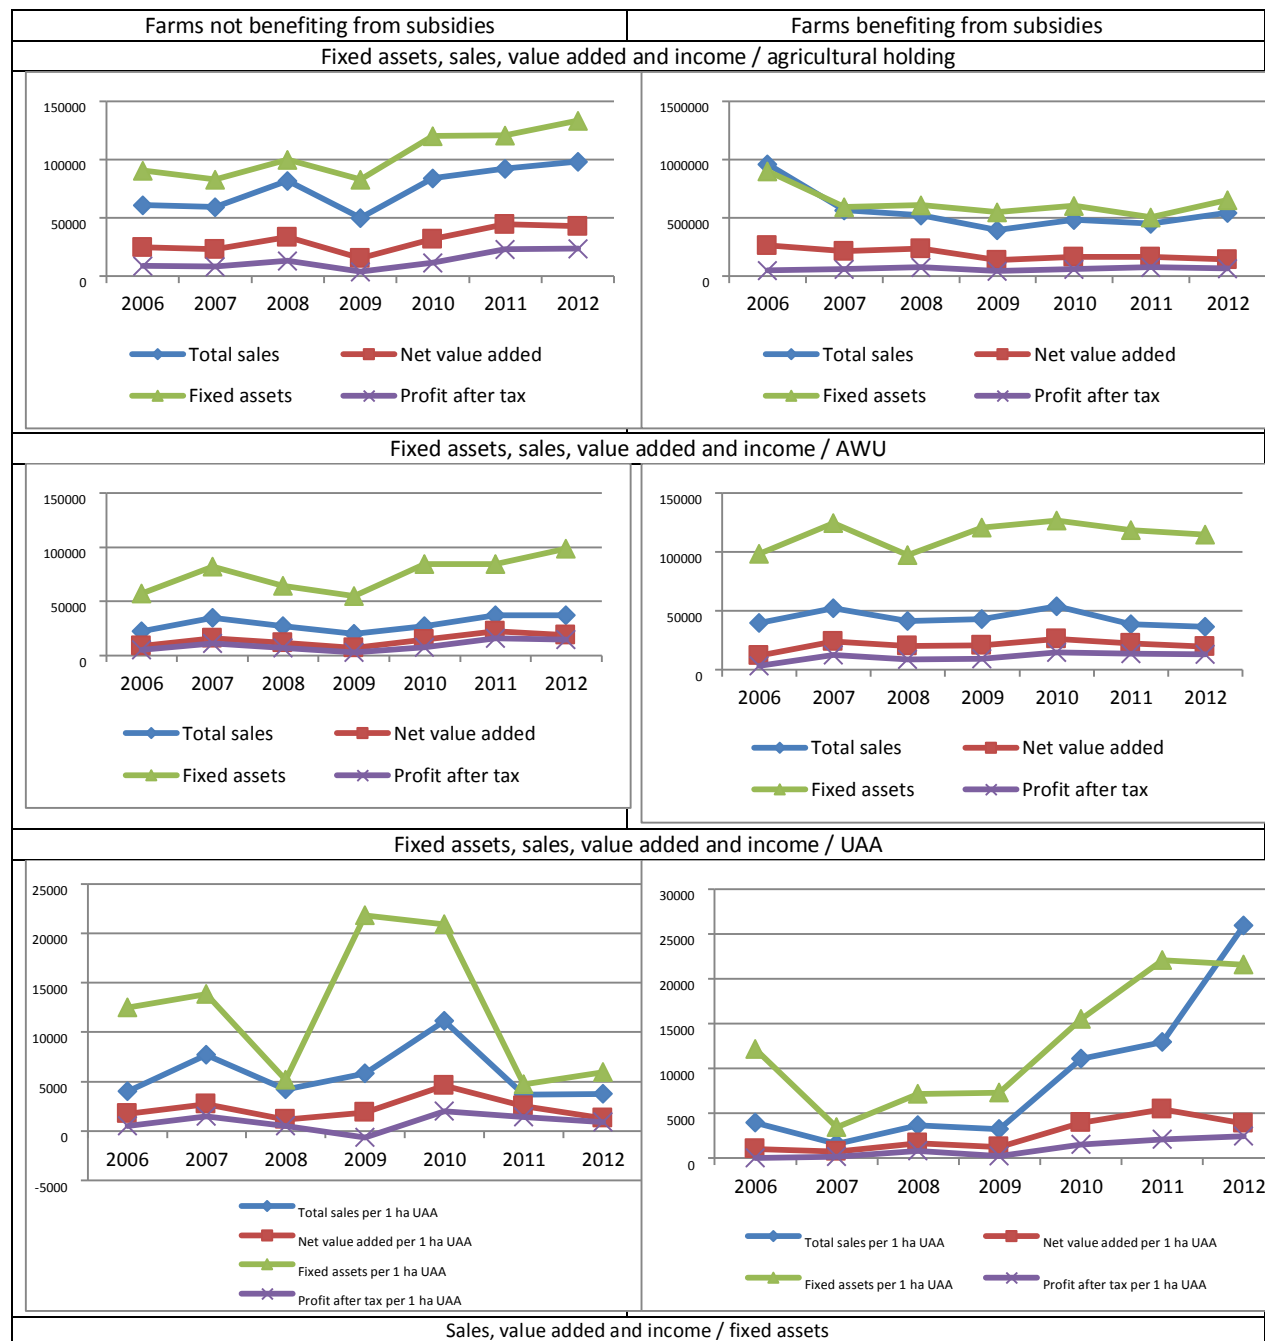 Farms not benefiting from subsidies
Farms benefiting from subsidies
Fixed assets, sales, value added and income / agricultural holding
150000
100000
50000
0
2006 2007 2008 2009 2010 2011 2012
Total sales
Net value added
Fixed assets
Profit after tax
1500000
1000000
500000
0
2006 2007 2008 2009 2010 2011 2012
Total sales
Net value added
Fixed assets
Profit after tax
Fixed assets, sales, value added and income / AWU
150000
100000
50000
0
2006 2007 2008 2009 2010 2011 2012
Total sales
Net value added
Fixed assets
Profit after tax
150000
100000
50000
0
2006 2007 2008 2009 2010 2011 2012
Total sales
Net value added
Fixed assets
Profit after tax
Fixed assets, sales, value added and income / UAA
25000
20000
15000
10000
5000
0
-5000
2006 2007 2008 2009 2010 2011 2012
Total sales per 1 ha UAA
Net value added per 1 ha UAA
Fixed assets per 1 ha UAA
Profit after tax per 1 ha UAA
30000
25000
20000
15000
10000
5000
0
2006 2007 2008 2009 2010 2011 2012
Total sales per 1 ha UAA
Net value added per 1 ha UAA
Fixed assets per 1 ha UAA
Profit after tax per 1 ha UAA
Sales, value added and income / fixed assets